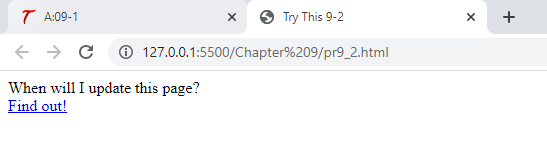 A:09-1
Try This 9-2
127.0.0.1:5500/Chapter%209/pr9_2.html
When will I update this page?
Find out!